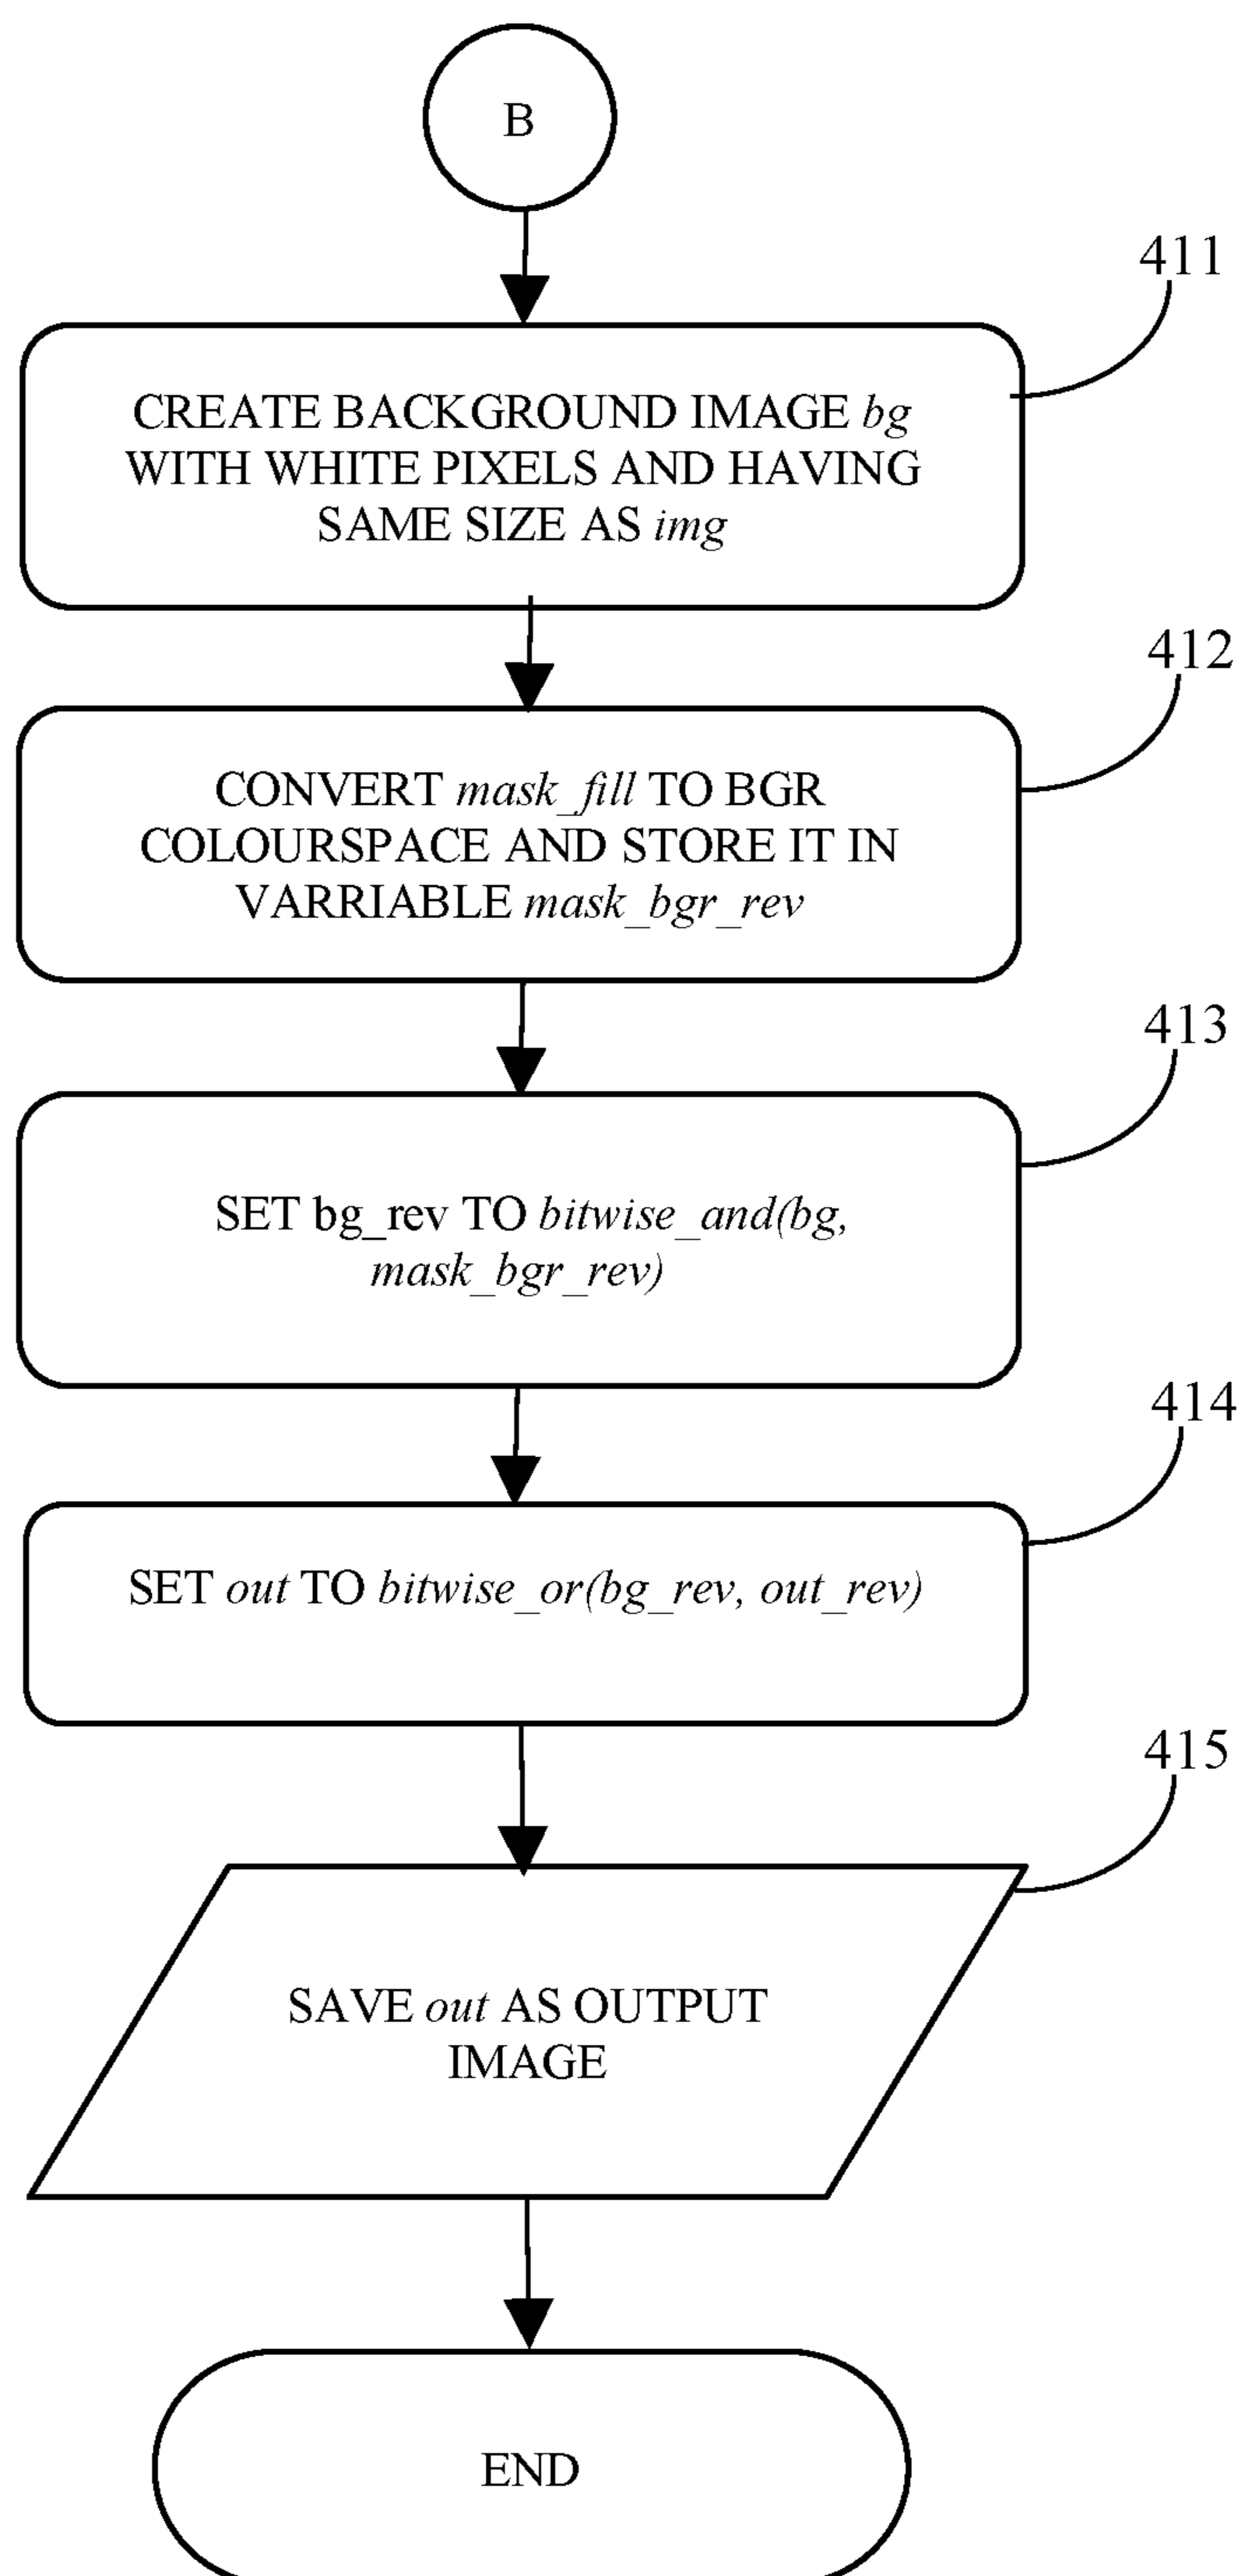 B
411
CREATE BACKGROUND IMAGE bg
WITH WHITE PIXELS AND HAVING
SAME SIZE AS img
412
CONVERT mask_fill TO BGR
COLOURSPACE AND STORE IT IN
VARRIABLE mask_bgr_rev
413
SET bg_rev TO bitwise_and(bg,
mask_bgr_rev)
414
SET out TO bitwise_or(bg_rev, out_rev)
415
SAVE out AS OUTPUT
IMAGE
END